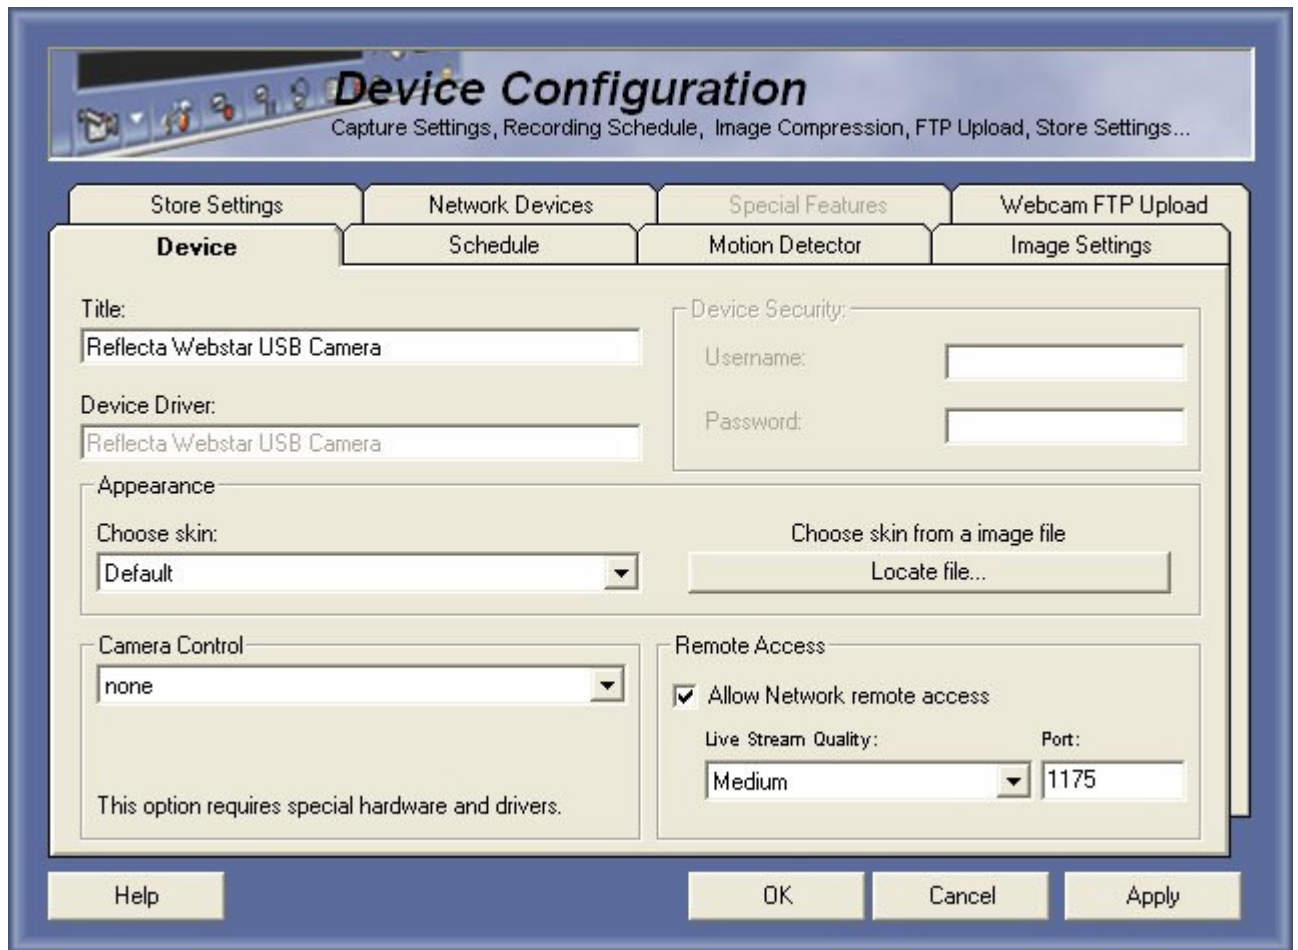 Device Configuration
Capture Settings, Recording Schedule, Image Compression, FTP Upload, Store Settings...
Store Settings
Network Devices
Special Features
Webcam FTP Upload
Device
Schedule
Motion Detector
Image Settings
Title:
Reflecta Webstar USB Camera
Device Driver:
Reflecta Webstar USB Camera
Device Security:
Username:
Password:
Appearance
Choose skin:
Default
Choose skin from a image file
Locate file...
Camera Control
none
This option requires special hardware and drivers.
Remote Access
Allow Network remote access
Live Stream Quality:
Port:
Medium
1175
Help
OK
Cancel
Apply